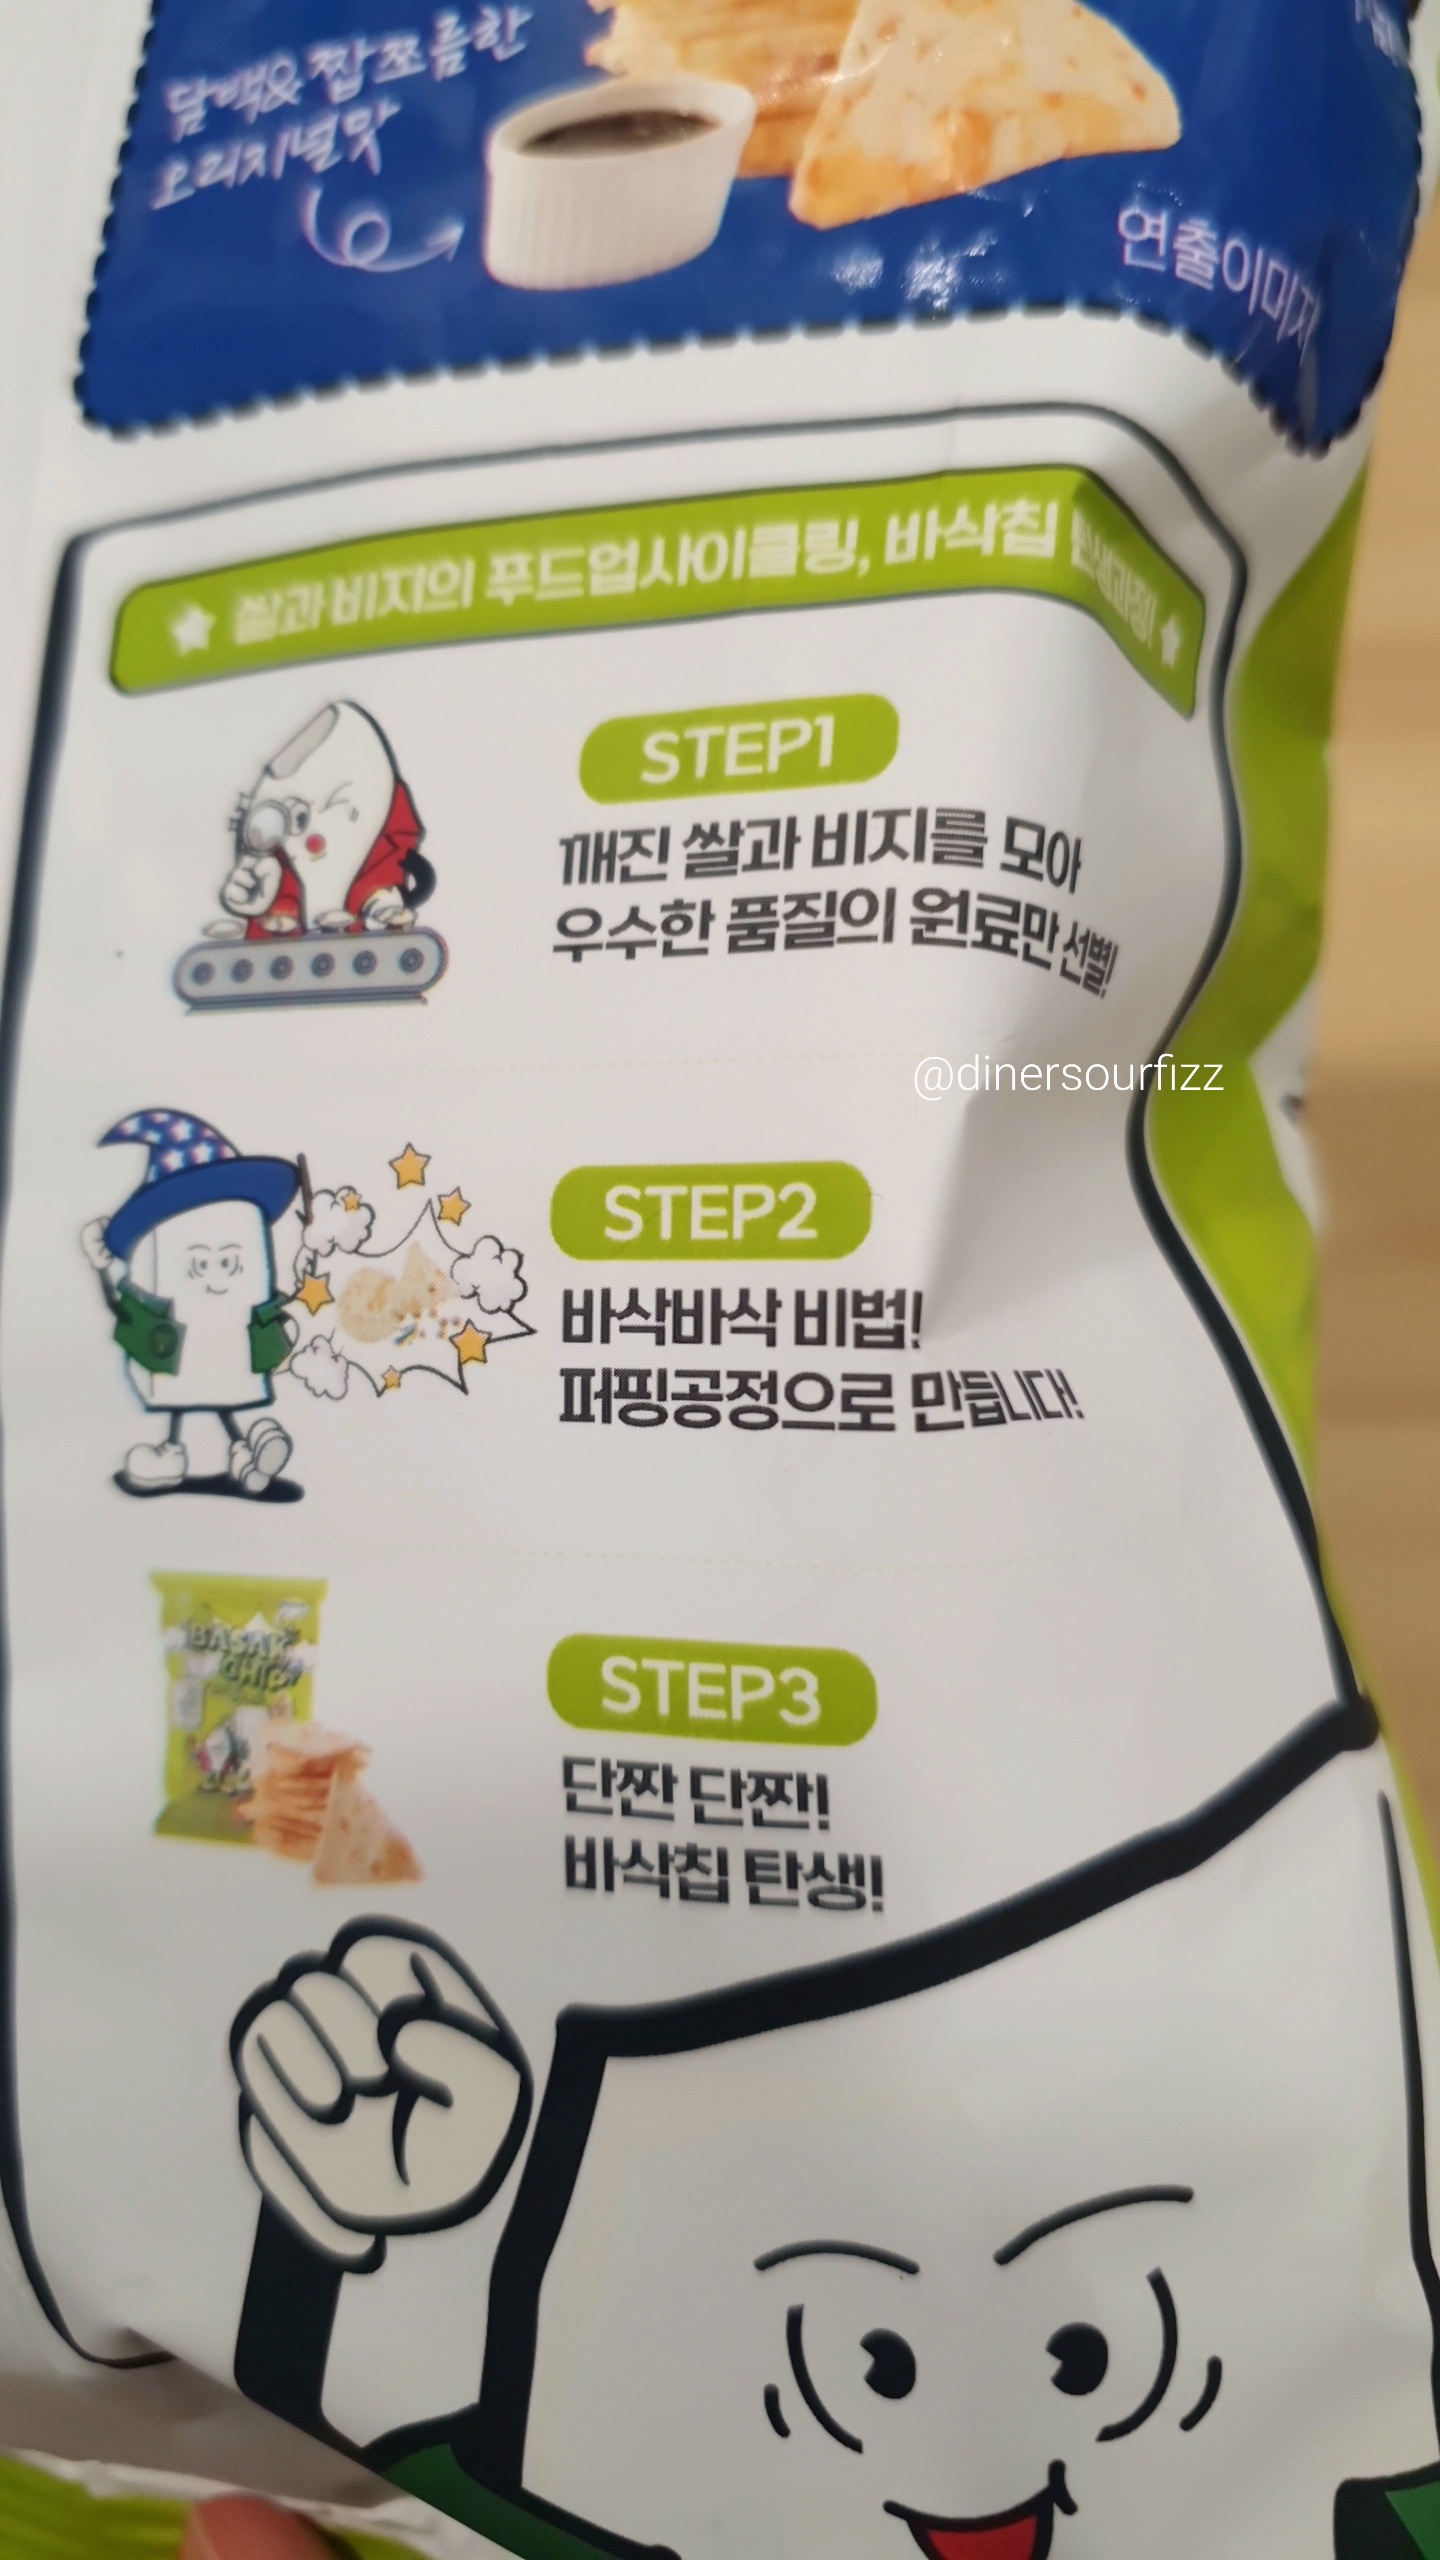 담백&짭쪼름한
오리지널맛
연출이미지
쌀과 비지의 푸드업사이클링, 바삭칩 탄생과정!
STEP1
깨진 쌀과 비지를 모아
우수한 품질의 원료만 선별!
@dinersourfizz
STEP2
바삭바삭 비법!
퍼핑공정으로 만듭니다!
BASAK
CHIP
STEP3
단짠 단짠!
바삭칩 탄생!